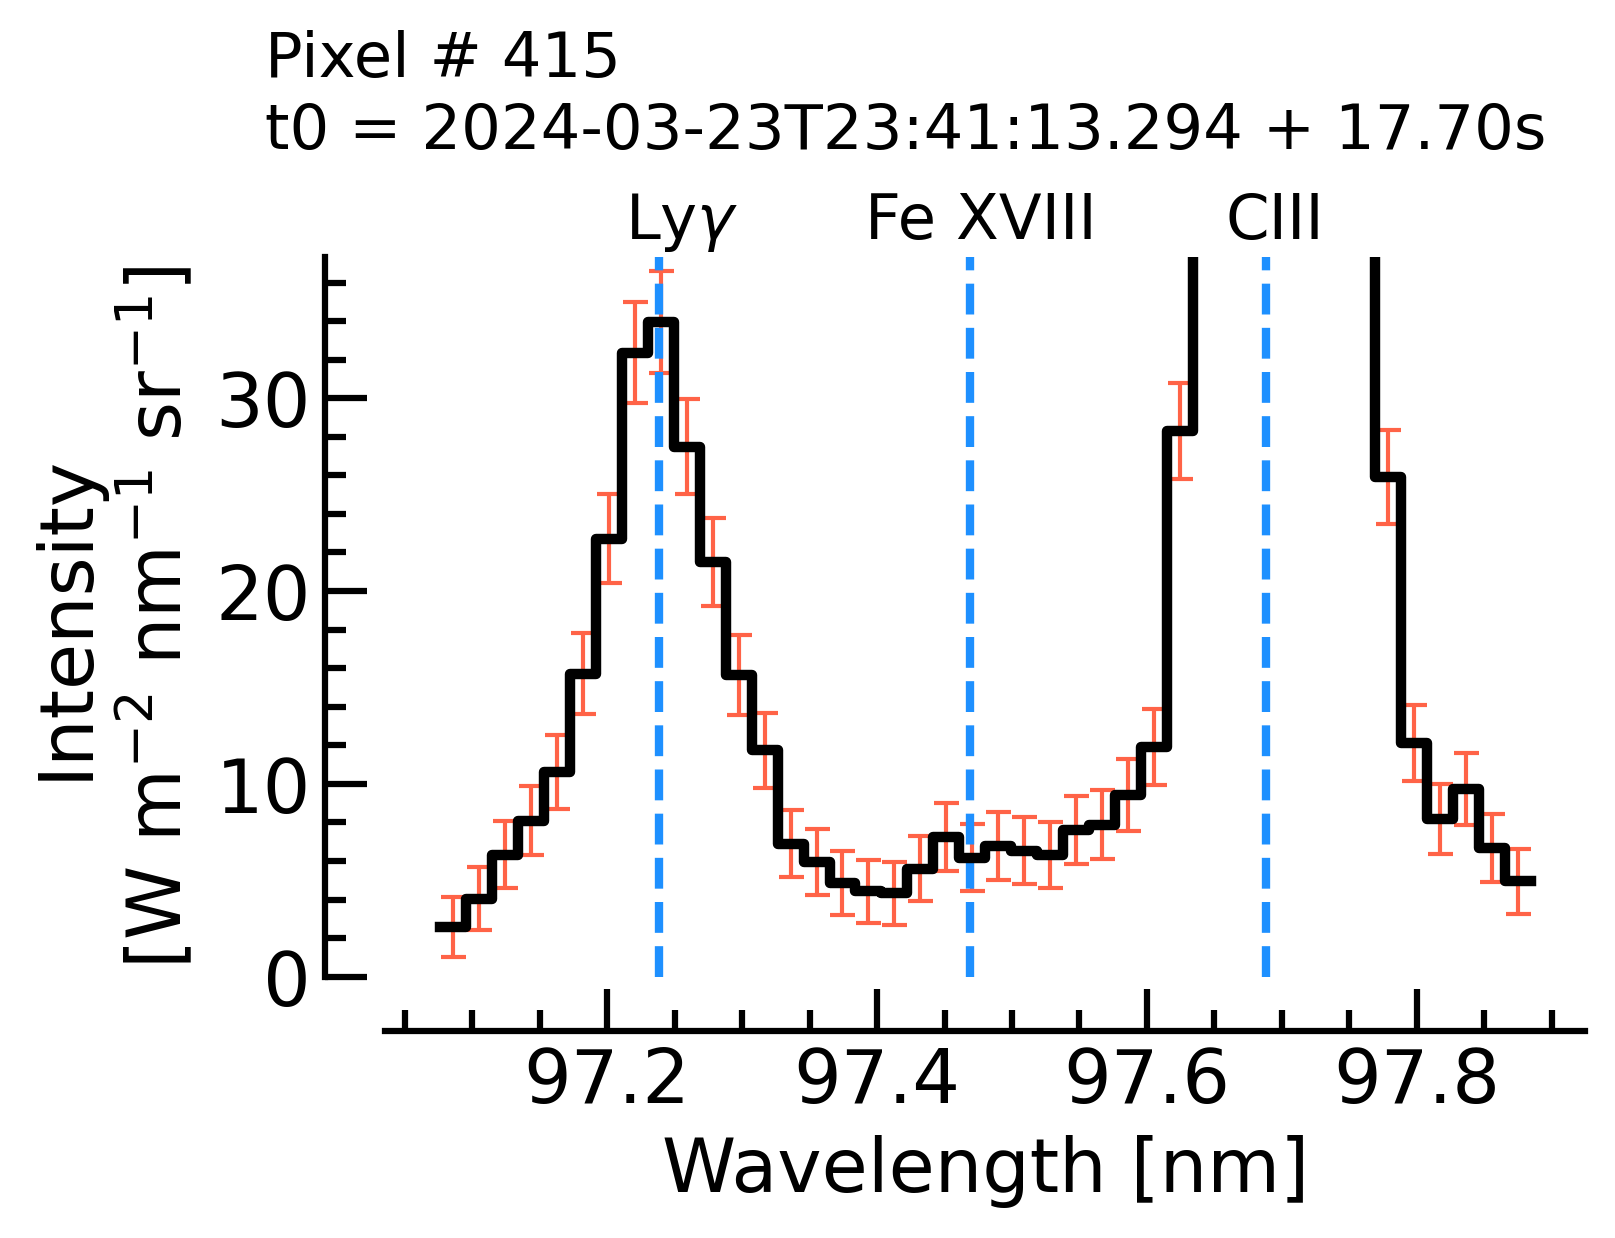 Pixel # 415
t0 = 2024-03-23T23:41:13.294 + 17.70s
Lyγ Fe XVIII CIII
Intensity
[W m⁻² nm⁻¹ sr⁻¹]
30
20
10
0
97.2 97.4 97.6 97.8
Wavelength [nm]